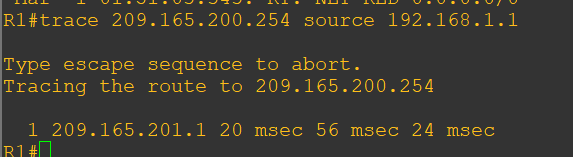 R1#trace 209.165.200.254 source 192.168.1.1
Type escape sequence to abort.
Tracing the route to 209.165.200.254
1 209.165.201.1 20 msec 56 msec 24 msec
R1#